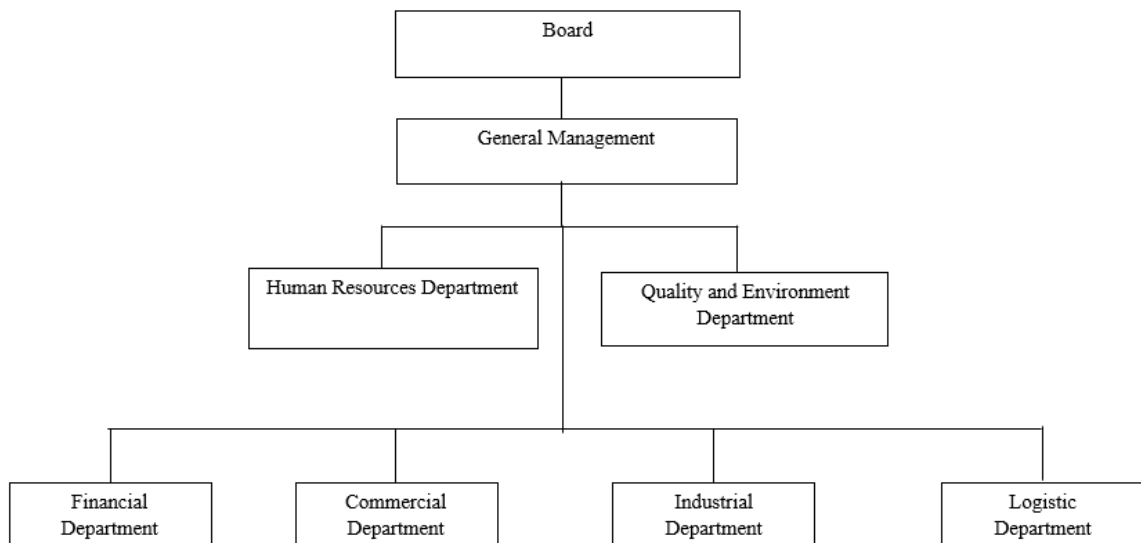 Board
General Management
Human Resources Department
Quality and Environment
Department
Financial
Department
Commercial
Department
Industrial
Department
Logistic
Department